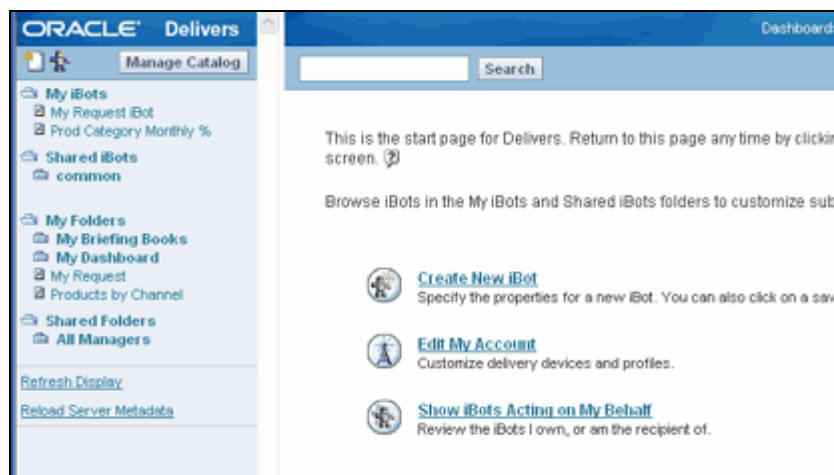 ORACLE Delivers
Dashboard
Manage Catalog
Search
My iBots
My Request iBot
Prod Category Monthly %
Shared iBots
common
My Folders
My Briefing Books
My Dashboard
My Request
Products by Channel
Shared Folders
All Managers
Refresh Display
Reload Server Metadata
This is the start page for Delivers. Return to this page any time by clickin
screen.
Browse iBots in the My iBots and Shared iBots folders to customize sub
Create New iBot
Specify the properties for a new iBot. You can also click on a sav
Edit My Account
Customize delivery devices and profiles.
Show iBots Acting on My Behalf
Review the iBots I own, or am the recipient of.